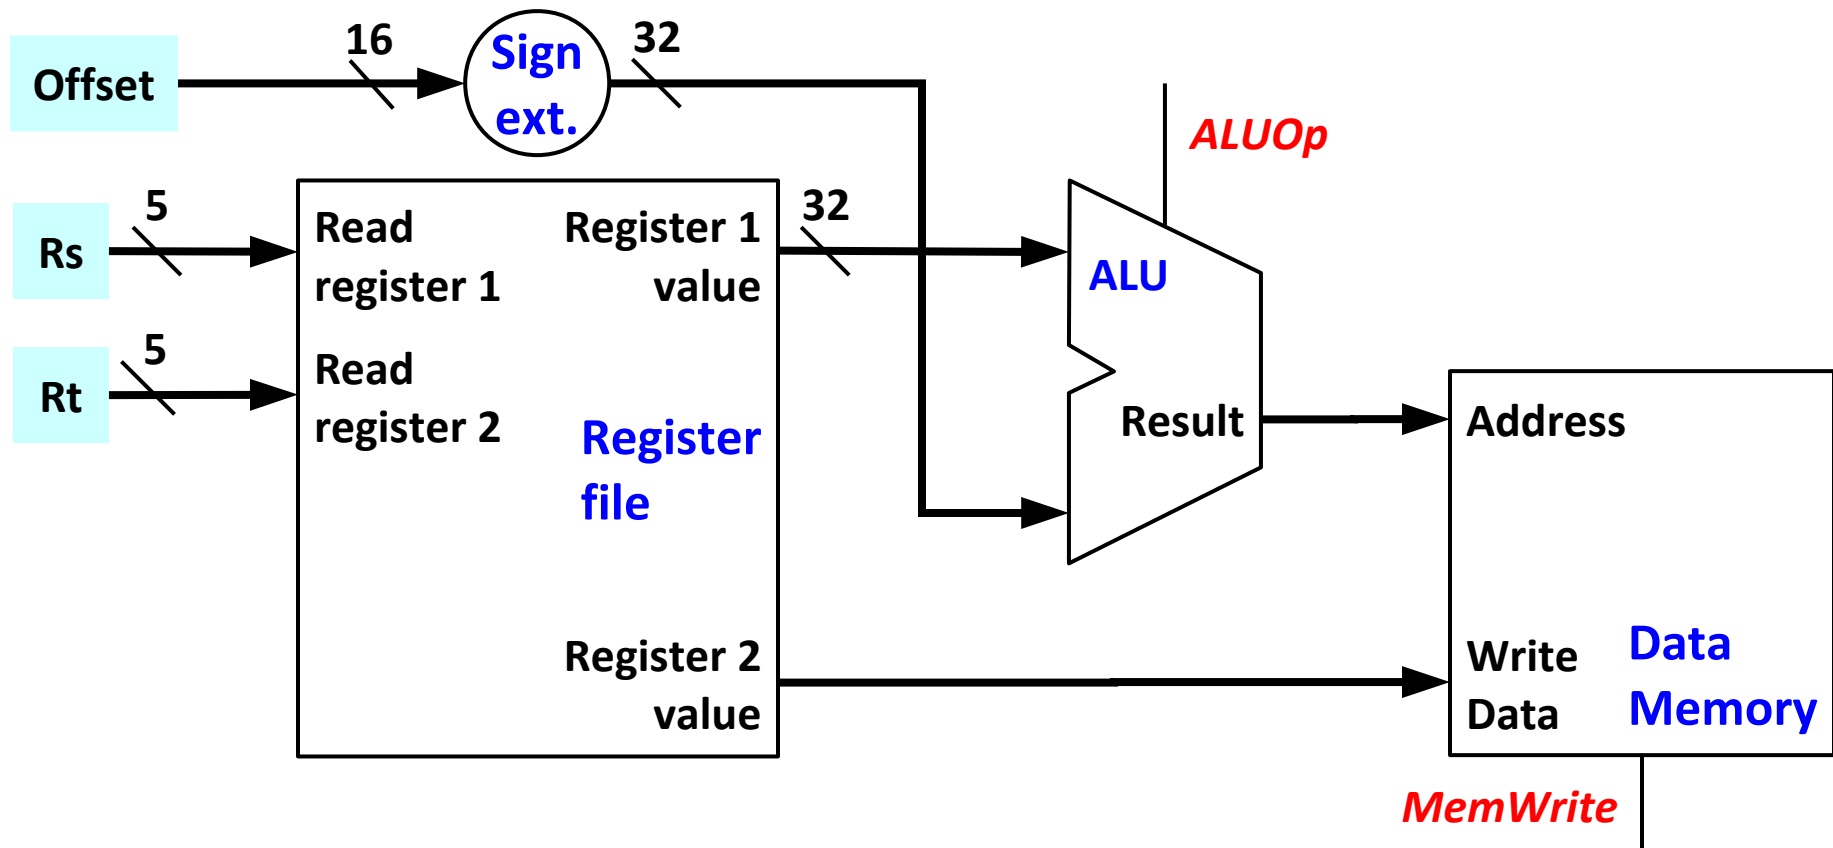 Offset
16
Sign
ext.
32
ALUOp
Rs
5
Read
register 1
Register 1
value
32
ALU
Rt
5
Read
register 2
Register
file
Result
Address
Register 2
value
Write
Data
Data
Memory
MemWrite